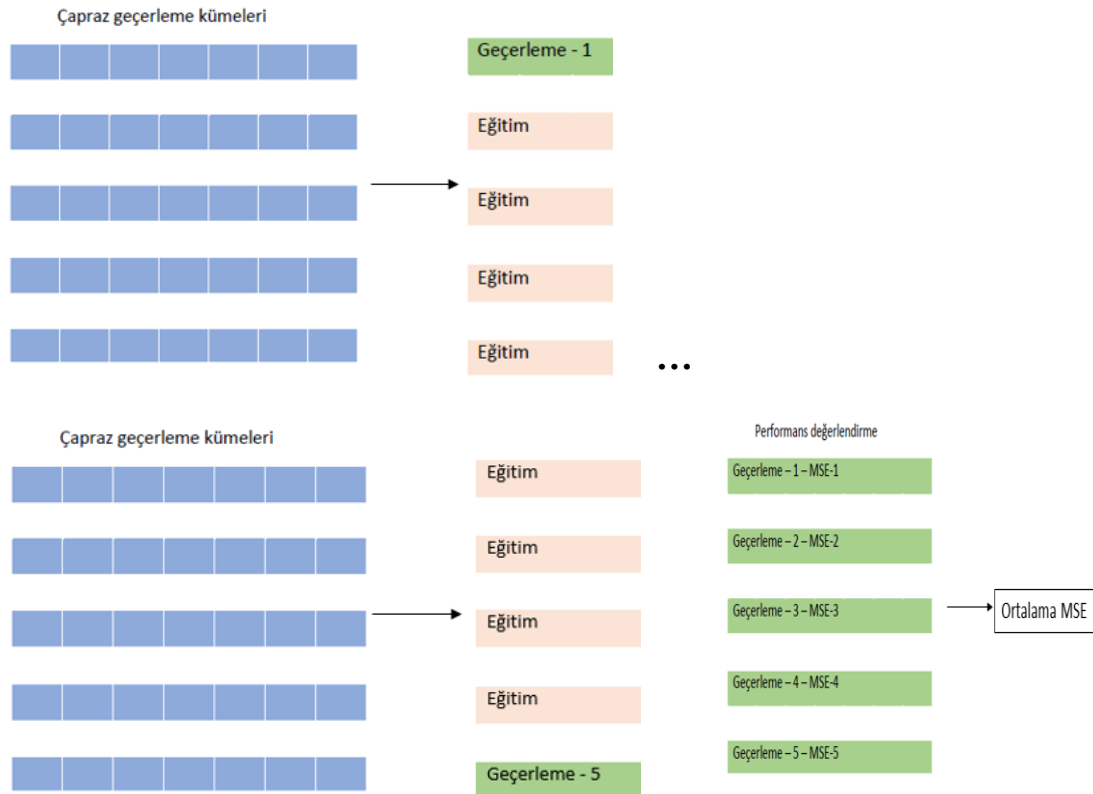 Çapraz geçerleme kümeleri
Geçerleme - 1
Eğitim
Eğitim
Eğitim
Eğitim
...
Çapraz geçerleme kümeleri
Eğitim
Eğitim
Eğitim
Eğitim
Geçerleme - 5
Performans değerlendirme
Geçerleme – 1 – MSE-1
Geçerleme – 2 – MSE-2
Geçerleme – 3 – MSE-3
Geçerleme – 4 – MSE-4
Geçerleme – 5 – MSE-5
Ortalama MSE